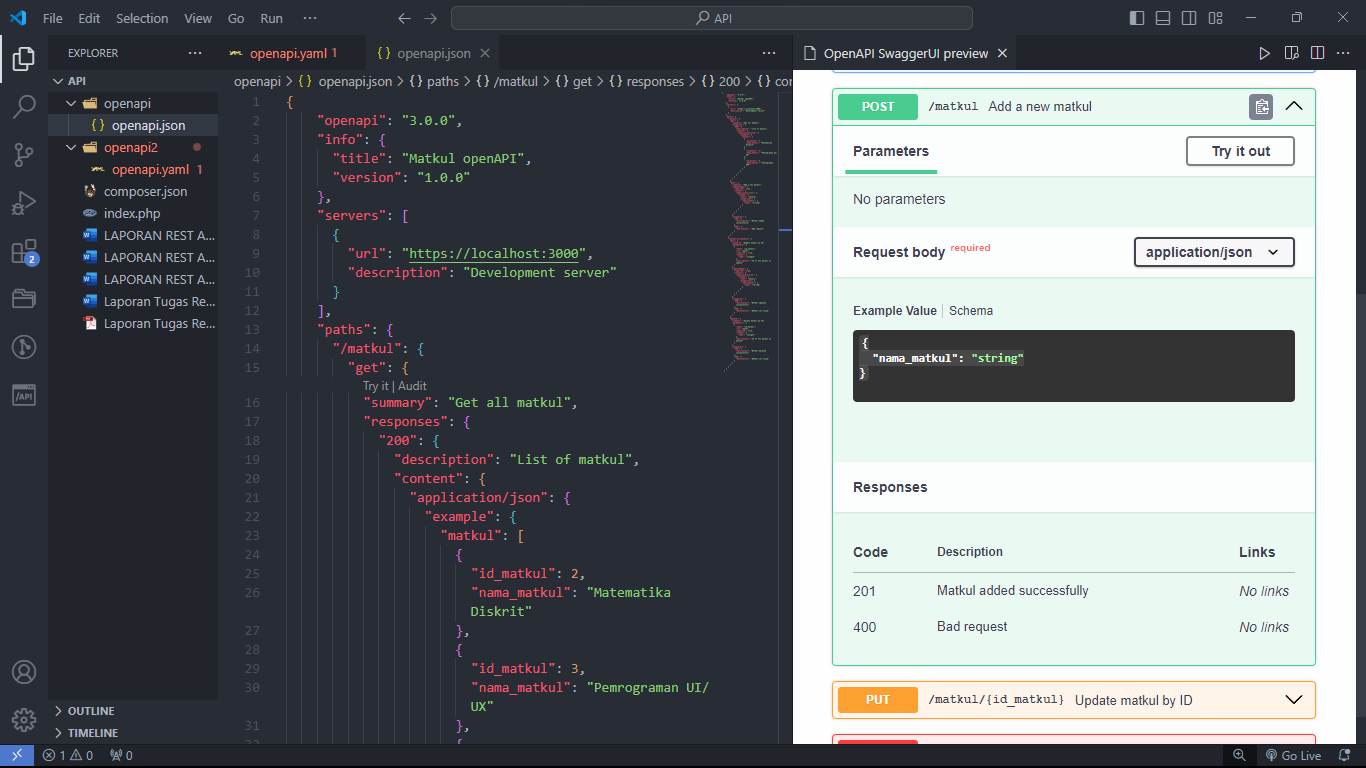 File Edit Selection View Go Run ··· API
EXPLORER ···
API
openapi
{} openapi.json
openapi2
openapi.yaml 1
composer.json
index.php
LAPORAN REST A...
LAPORAN REST A...
LAPORAN REST A...
Laporan Tugas Re...
Laporan Tugas Re...
OUTLINE
TIMELINE
openapi.yaml 1 {} openapi.json ···
openapi > {} openapi.json > {} paths > {} /matkul > {} get > {} responses > {} 200 > {} cor
1 {
2 "openapi": "3.0.0",
3 "info": {
4 "title": "Matkul openAPI",
5 "version": "1.0.0"
6 },
7 "servers": [
8 {
9 "url": "https://localhost:3000",
10 "description": "Development server"
11 }
12 ],
13 "paths": {
14 "/matkul": {
15 "get": {
Try it | Audit
16 "summary": "Get all matkul",
17 "responses": {
18 "200": {
19 "description": "List of matkul",
20 "content": {
21 "application/json": {
22 "example": {
23 "matkul": [
24 {
25 "id_matkul": 2,
26 "nama_matkul": "Matematika
Diskrit"
27 },
28 {
29 "id_matkul": 3,
30 "nama_matkul": "Pemrograman UI/
UX"
31 },
OpenAPI SwaggerUI preview
POST /matkul Add a new matkul
Parameters Try it out
No parameters
Request body required application/json
Example Value | Schema
{
"nama_matkul": "string"
}
Responses
Code Description Links
201 Matkul added successfully No links
400 Bad request No links
PUT /matkul/{id_matkul} Update matkul by ID
2
/API
1 0 0 Go Live